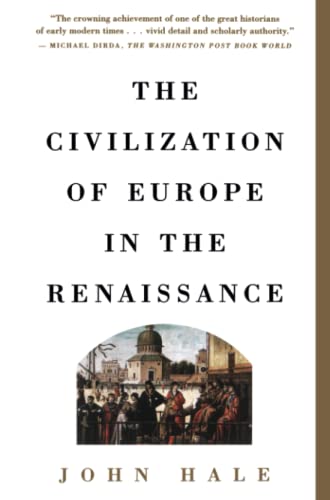 "The crowning achievement of one of the great historians
of early modern times . . . vivid detail and scholarly authority."
— MICHAEL DIRDA, THE WASHINGTON POST BOOK WORLD
THE
CIVILIZATION
OF EUROPE
IN THE
RENAISSANCE
JOHN HALE